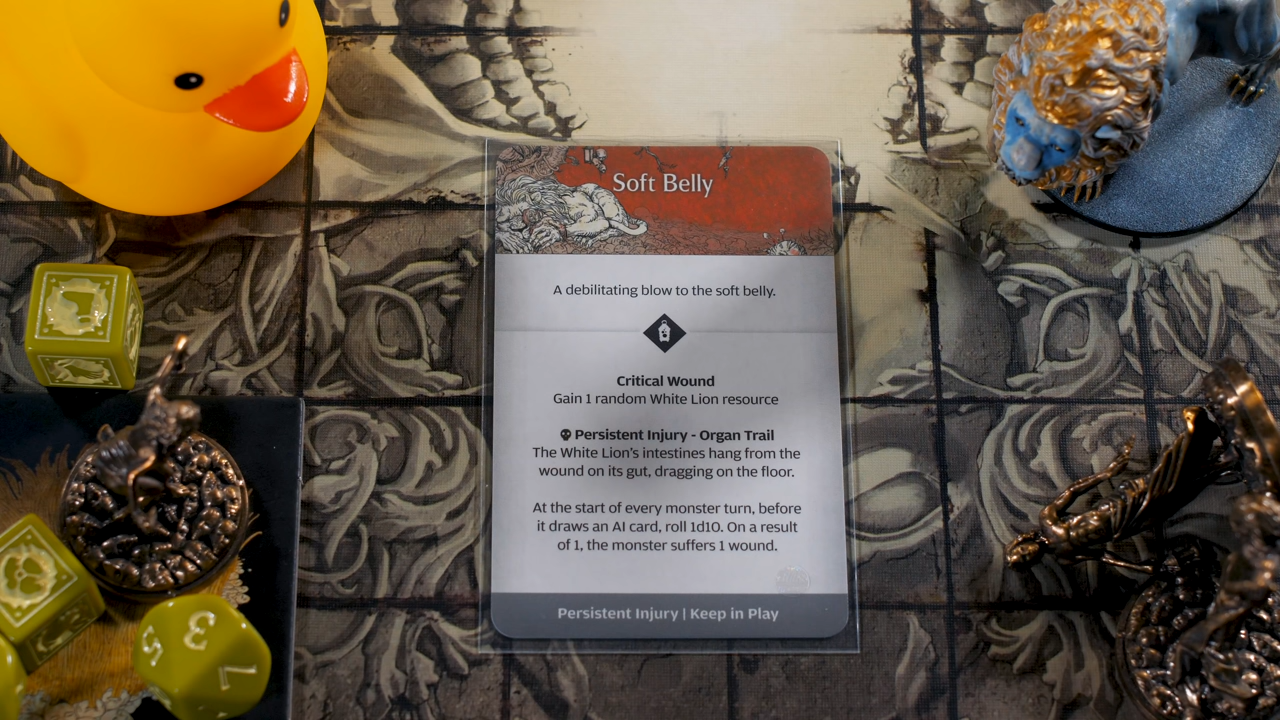 Soft Belly
A debilitating blow to the soft belly.
Critical Wound
Gain 1 random White Lion resource
Persistent Injury - Organ Trail
The White Lion's intestines hang from the
wound on its gut, dragging on the floor.
At the start of every monster turn, before
it draws an AI card, roll 1d10. On a result
of 1, the monster suffers 1 wound.
Persistent Injury | Keep in Play
3
5
7